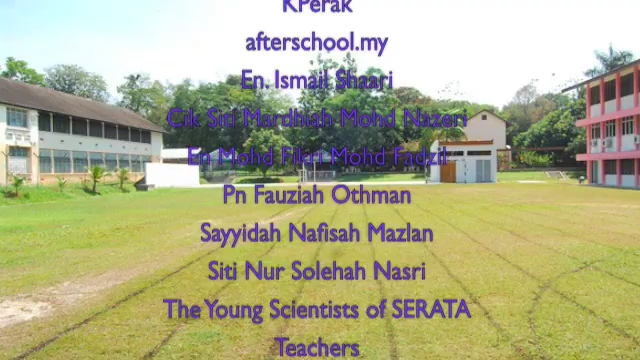 KPerak
afterschool.my
En. Ismail Shaari
Cik Siti Mardhiah Mohd Nazeri
En Mohd Fikri Mohd Fadzil
Pn Fauziah Othman
Sayyidah Nafisah Mazlan
Siti Nur Solehah Nasri
The Young Scientists of SERATA
Teachers